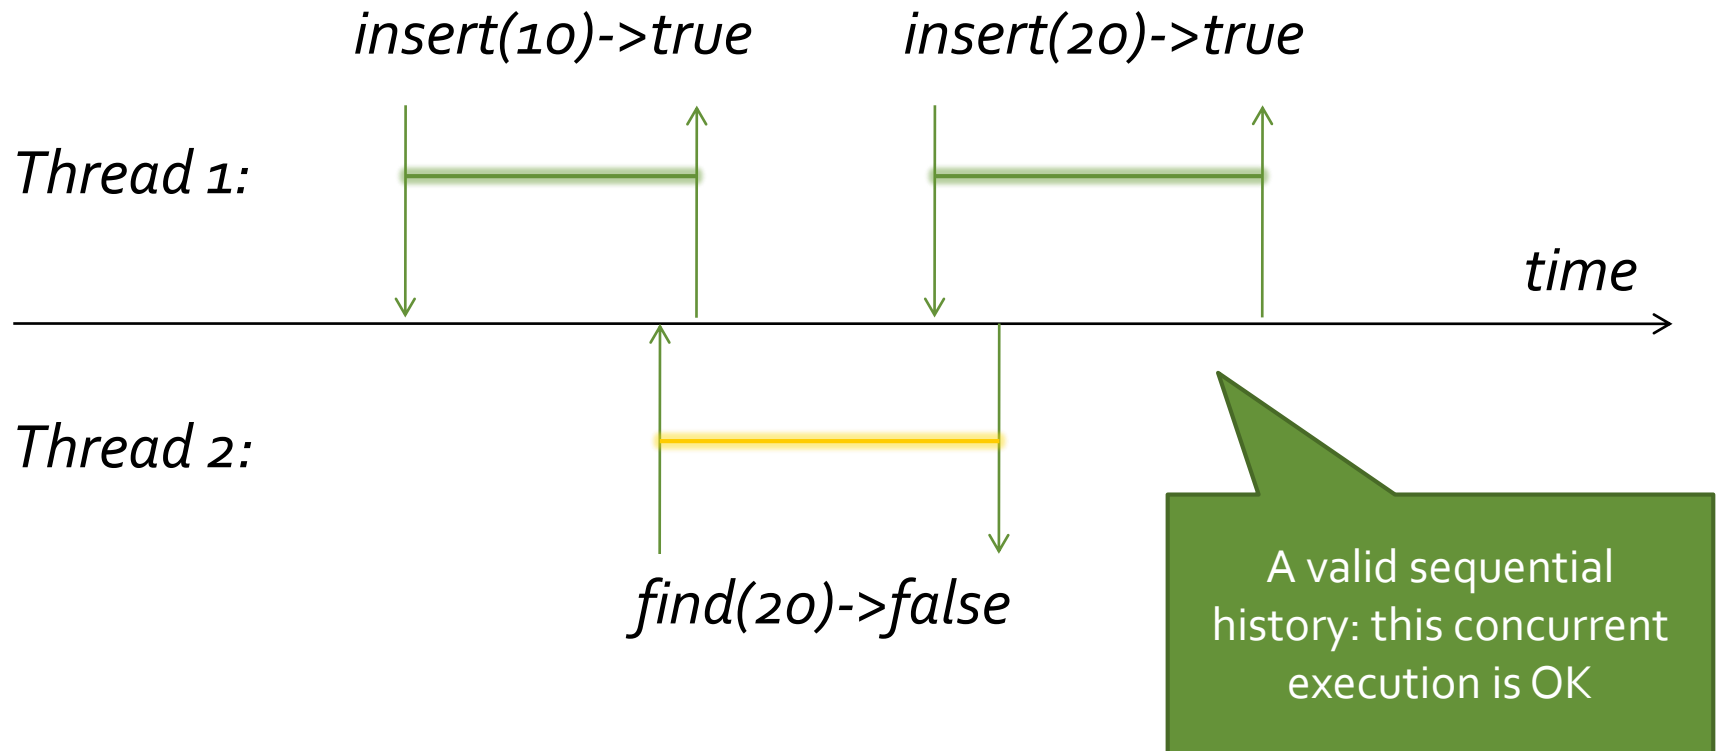 insert(10)->true
insert(20)->true
Thread 1:
time
Thread 2:
find(20)->false
A valid sequential
history: this concurrent
execution is OK